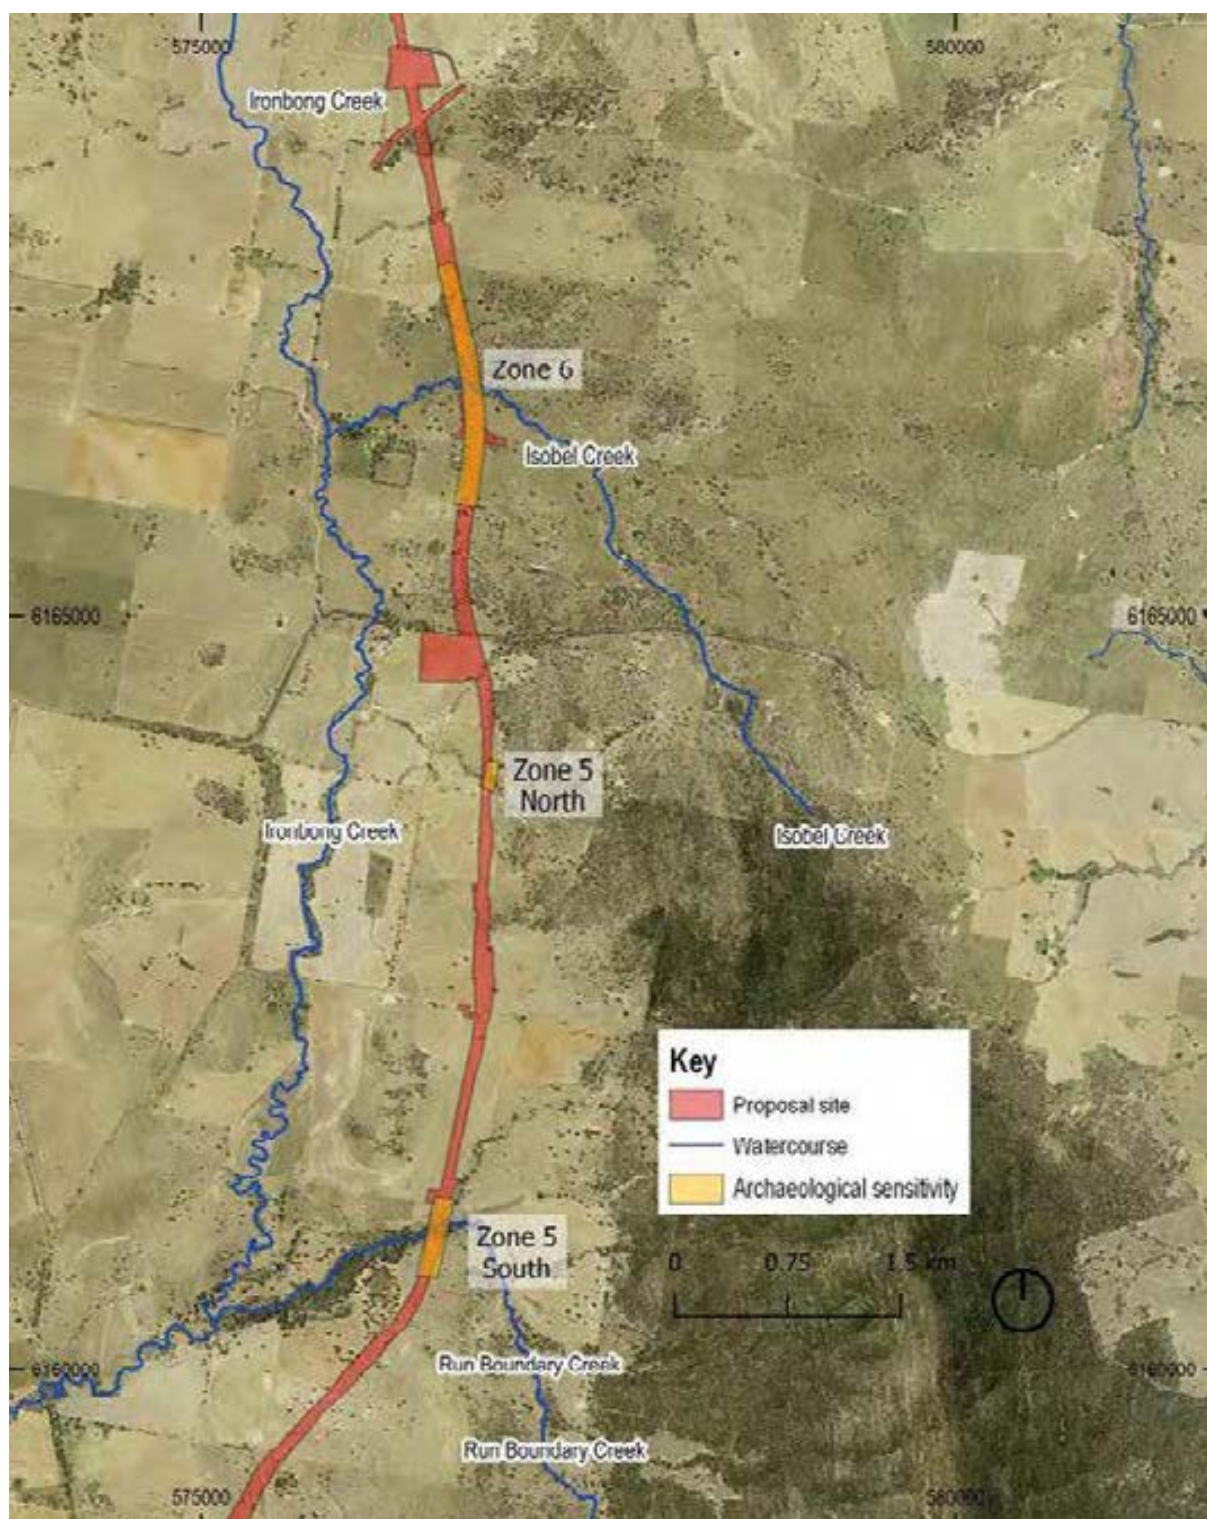 575000
580000
Ironbong Creek
Zone 6
Isobel Creek
6165000
6165000
Zone 5
North
Ironbong Creek
Isobel Creek
Key
Proposal site
Watercourse
Archaeological sensitivity
Zone 5
South
0 0.75 1.5 km
Run Boundary Creek
6160000
6160000
Run Boundary Creek
575000
580000